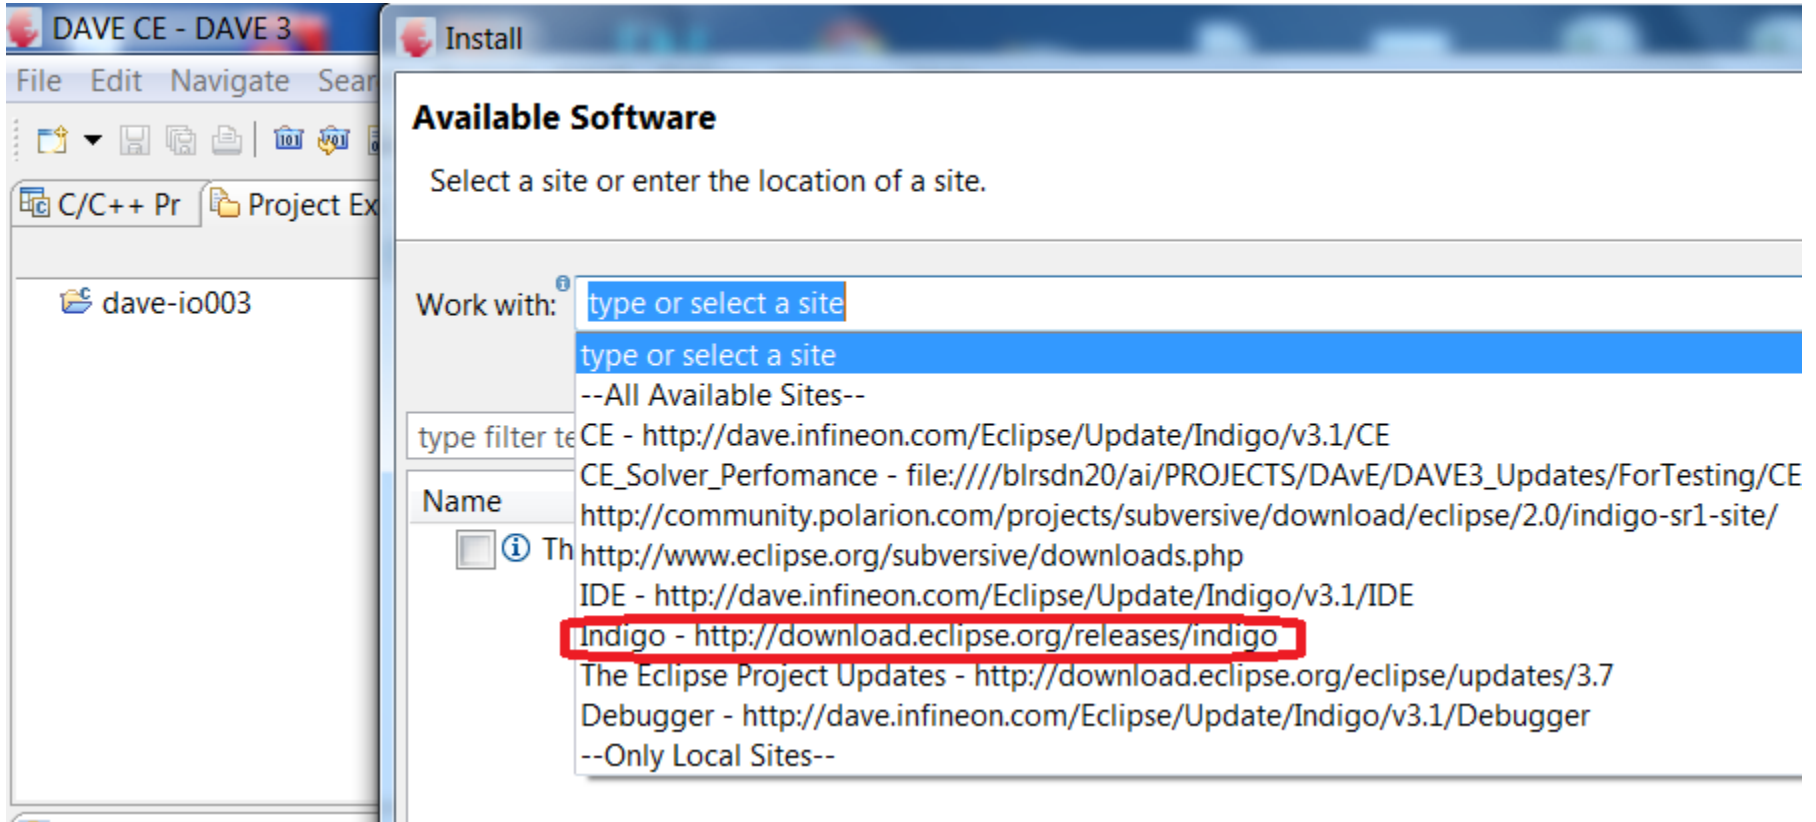 DAVE CE - DAVE 3
File Edit Navigate Sear
C/C++ Pr
Project Ex
dave-io003
Install
Available Software
Select a site or enter the location of a site.
Work with:
type or select a site
type or select a site
--All Available Sites--
CE - http://dave.infineon.com/Eclipse/Update/Indigo/v3.1/CE
CE_Solver_Perfomance - file:////blrsdn20/ai/PROJECTS/DAvE/DAVE3_Updates/ForTesting/CE
http://community.polarion.com/projects/subversive/download/eclipse/2.0/indigo-sr1-site/
http://www.eclipse.org/subversive/downloads.php
IDE - http://dave.infineon.com/Eclipse/Update/Indigo/v3.1/IDE
Indigo - http://download.eclipse.org/releases/indigo
The Eclipse Project Updates - http://download.eclipse.org/eclipse/updates/3.7
Debugger - http://dave.infineon.com/Eclipse/Update/Indigo/v3.1/Debugger
--Only Local Sites--
type filter te
Name
Th